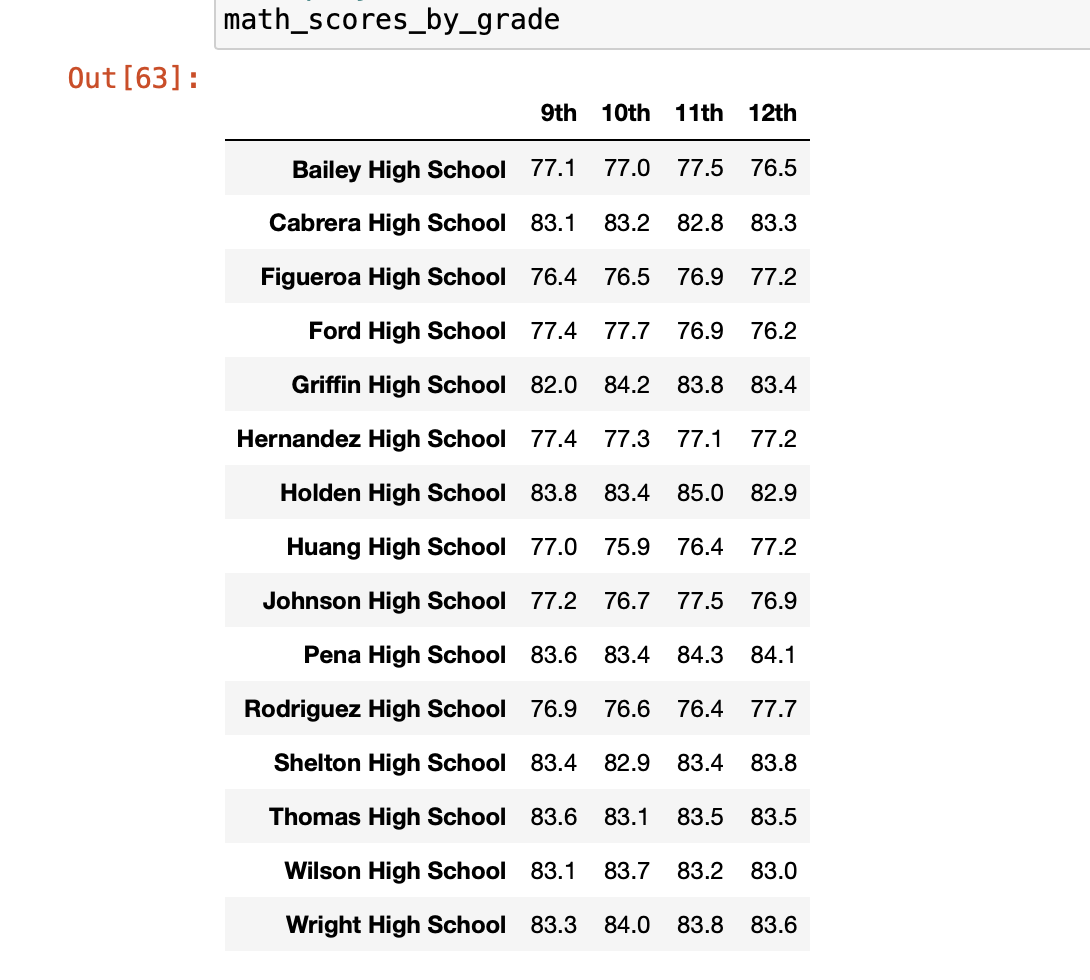 math_scores_by_grade
Out[63]:
9th 10th 11th 12th
Bailey High School 77.1 77.0 77.5 76.5
Cabrera High School 83.1 83.2 82.8 83.3
Figueroa High School 76.4 76.5 76.9 77.2
Ford High School 77.4 77.7 76.9 76.2
Griffin High School 82.0 84.2 83.8 83.4
Hernandez High School 77.4 77.3 77.1 77.2
Holden High School 83.8 83.4 85.0 82.9
Huang High School 77.0 75.9 76.4 77.2
Johnson High School 77.2 76.7 77.5 76.9
Pena High School 83.6 83.4 84.3 84.1
Rodriguez High School 76.9 76.6 76.4 77.7
Shelton High School 83.4 82.9 83.4 83.8
Thomas High School 83.6 83.1 83.5 83.5
Wilson High School 83.1 83.7 83.2 83.0
Wright High School 83.3 84.0 83.8 83.6